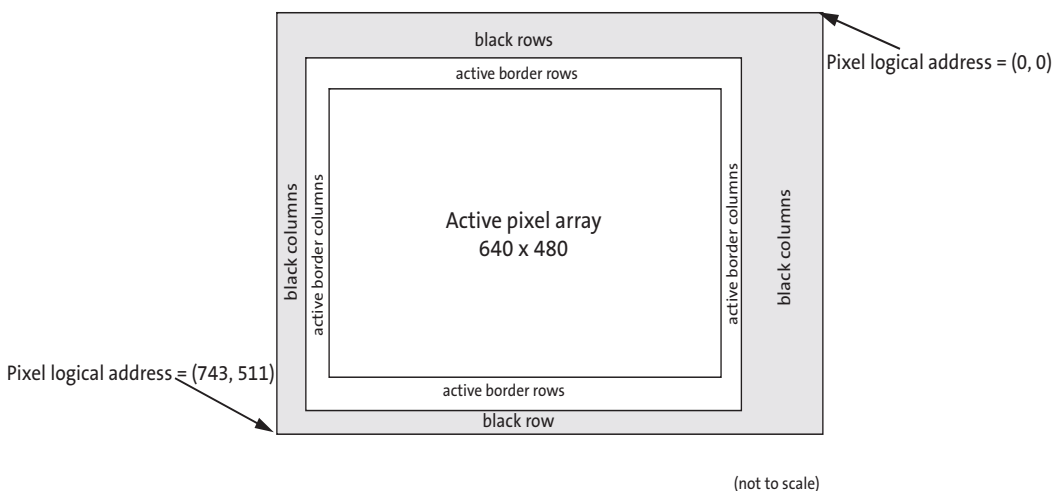 black rows
Pixel logical address = (0, 0)
active border rows
black columns
active border columns
Active pixel array
640 x 480
active border columns
black columns
Pixel logical address = (743, 511)
active border rows
black row
(not to scale)